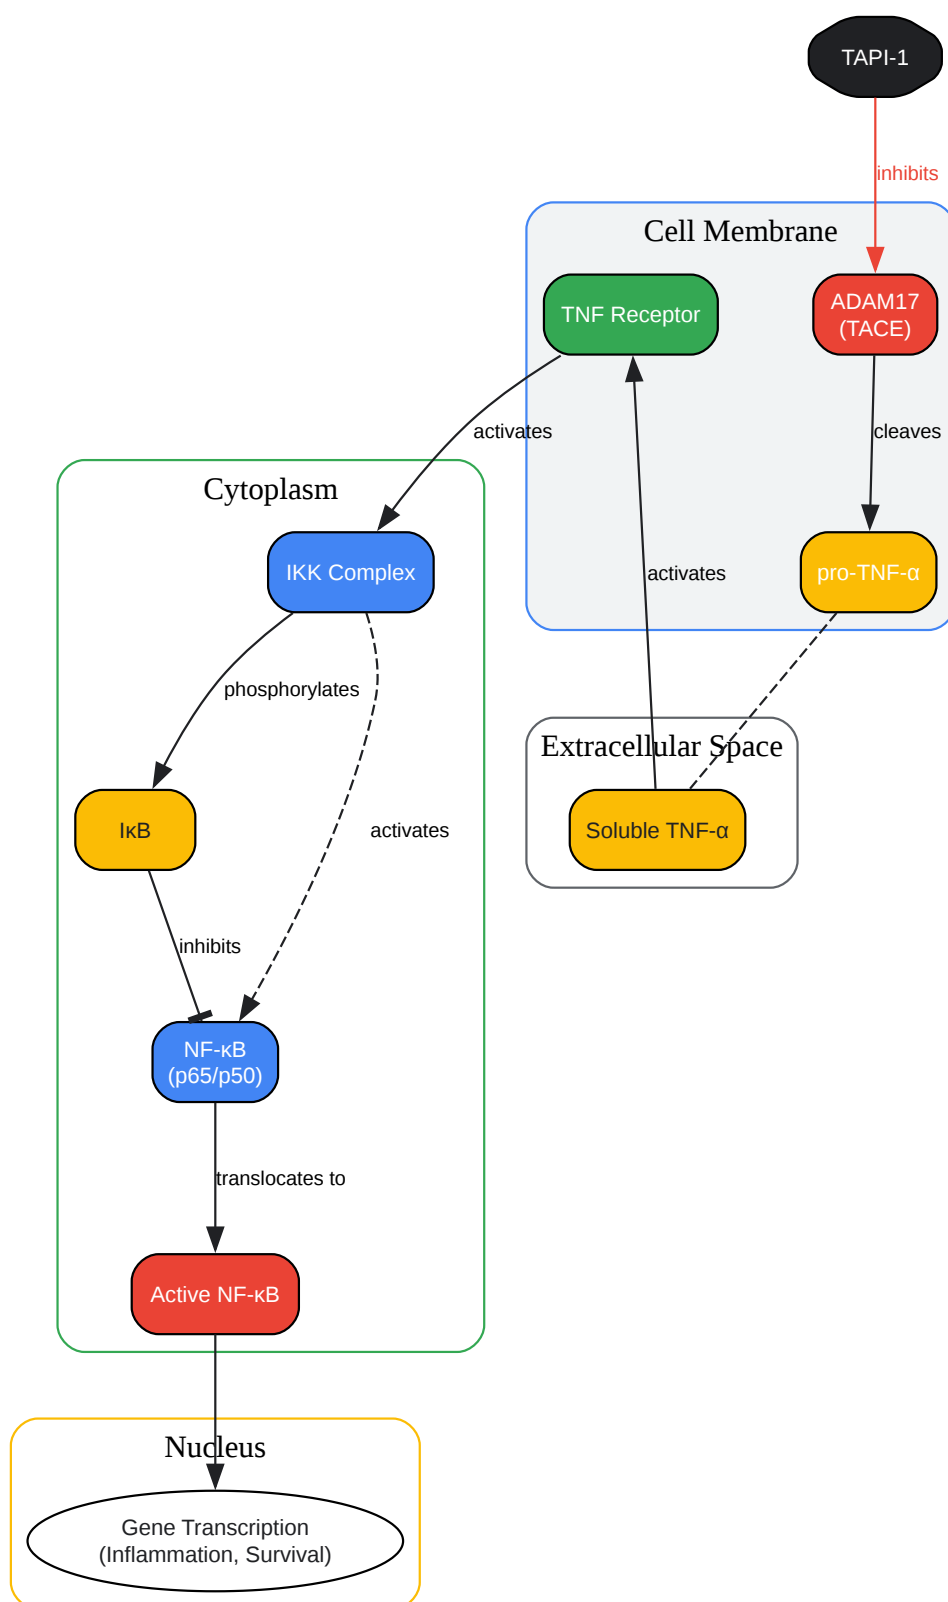 TAPI-1
inhibits
Cell Membrane
TNF Receptor
ADAM17
(TACE)
activates
cleaves
Cytoplasm
IKK Complex
activates
pro-TNF-α
phosphorylates
Extracellular Space
IκB
activates
Soluble TNF-α
inhibits
NF-κB
(p65/p50)
translocates to
Active NF-κB
Nucleus
Gene Transcription
(Inflammation, Survival)